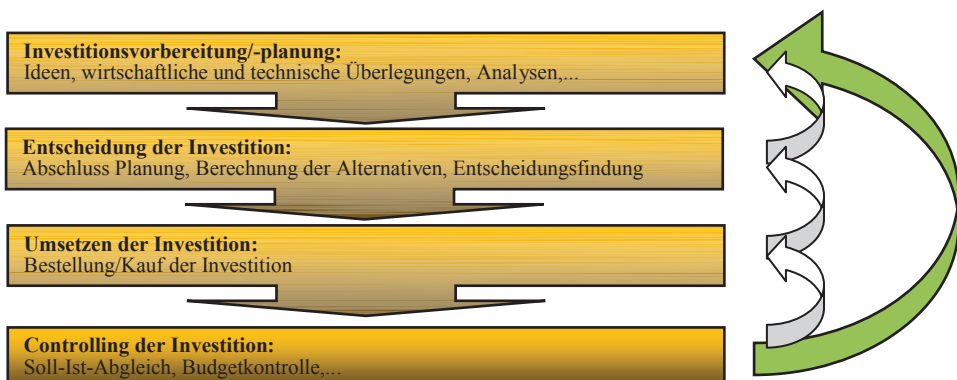 Investitionsvorbereitung/-planung:
Ideen, wirtschaftliche und technische Überlegungen, Analysen,...
Entscheidung der Investition:
Abschluss Planung, Berechnung der Alternativen, Entscheidungsfindung
Umsetzen der Investition:
Bestellung/Kauf der Investition
Controlling der Investition:
Soll-Ist-Abgleich, Budgetkontrolle,...